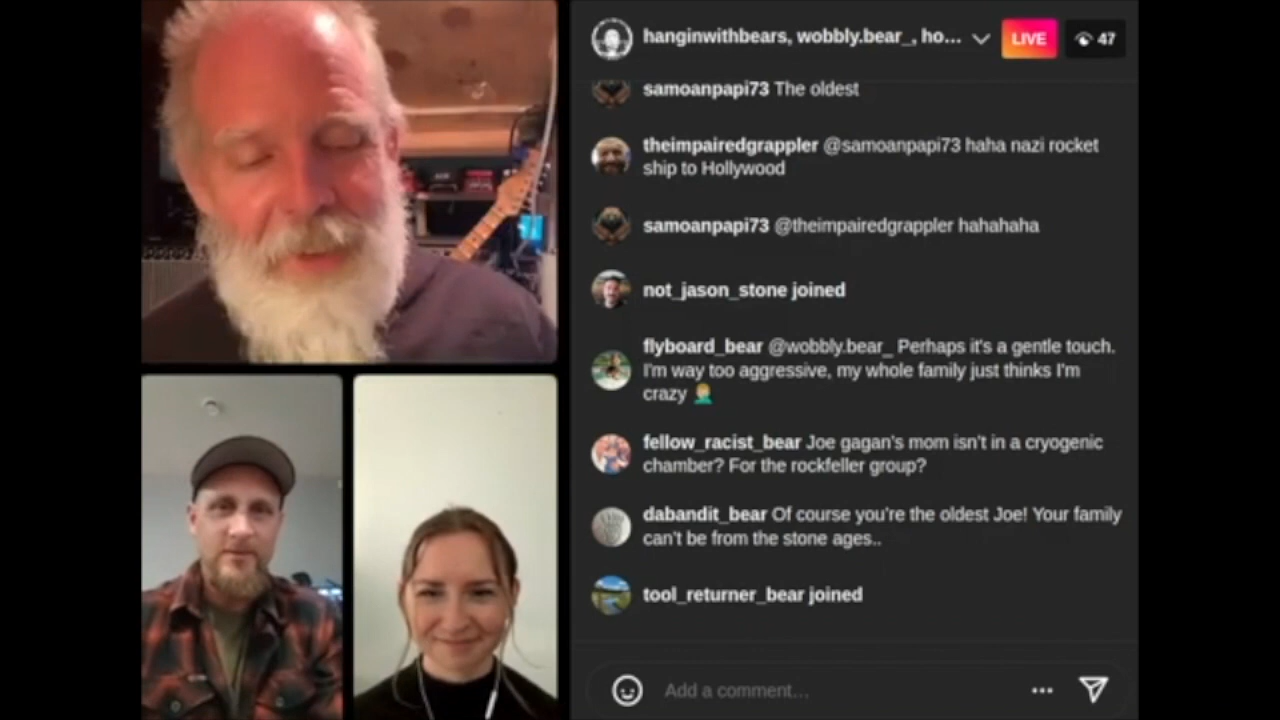 hanginwithbears, wobbly.bear_, ho...
LIVE
47
samoanpapi73 The oldest
theimpairedgrappler @samoanpapi73 haha nazi rocket
ship to Hollywood
samoanpapi73 @theimpairedgrappler hahahaha
not_jason_stone joined
flyboard_bear @wobbly.bear_ Perhaps it's a gentle touch.
I'm way too aggressive, my whole family just thinks I'm
crazy 🤦🏼‍♂️
fellow_racist_bear Joe gagan's mom isn't in a cryogenic
chamber? For the rockfeller group?
dabandit_bear Of course you're the oldest Joe! Your family
can't be from the stone ages..
tool_returner_bear joined
Add a comment...